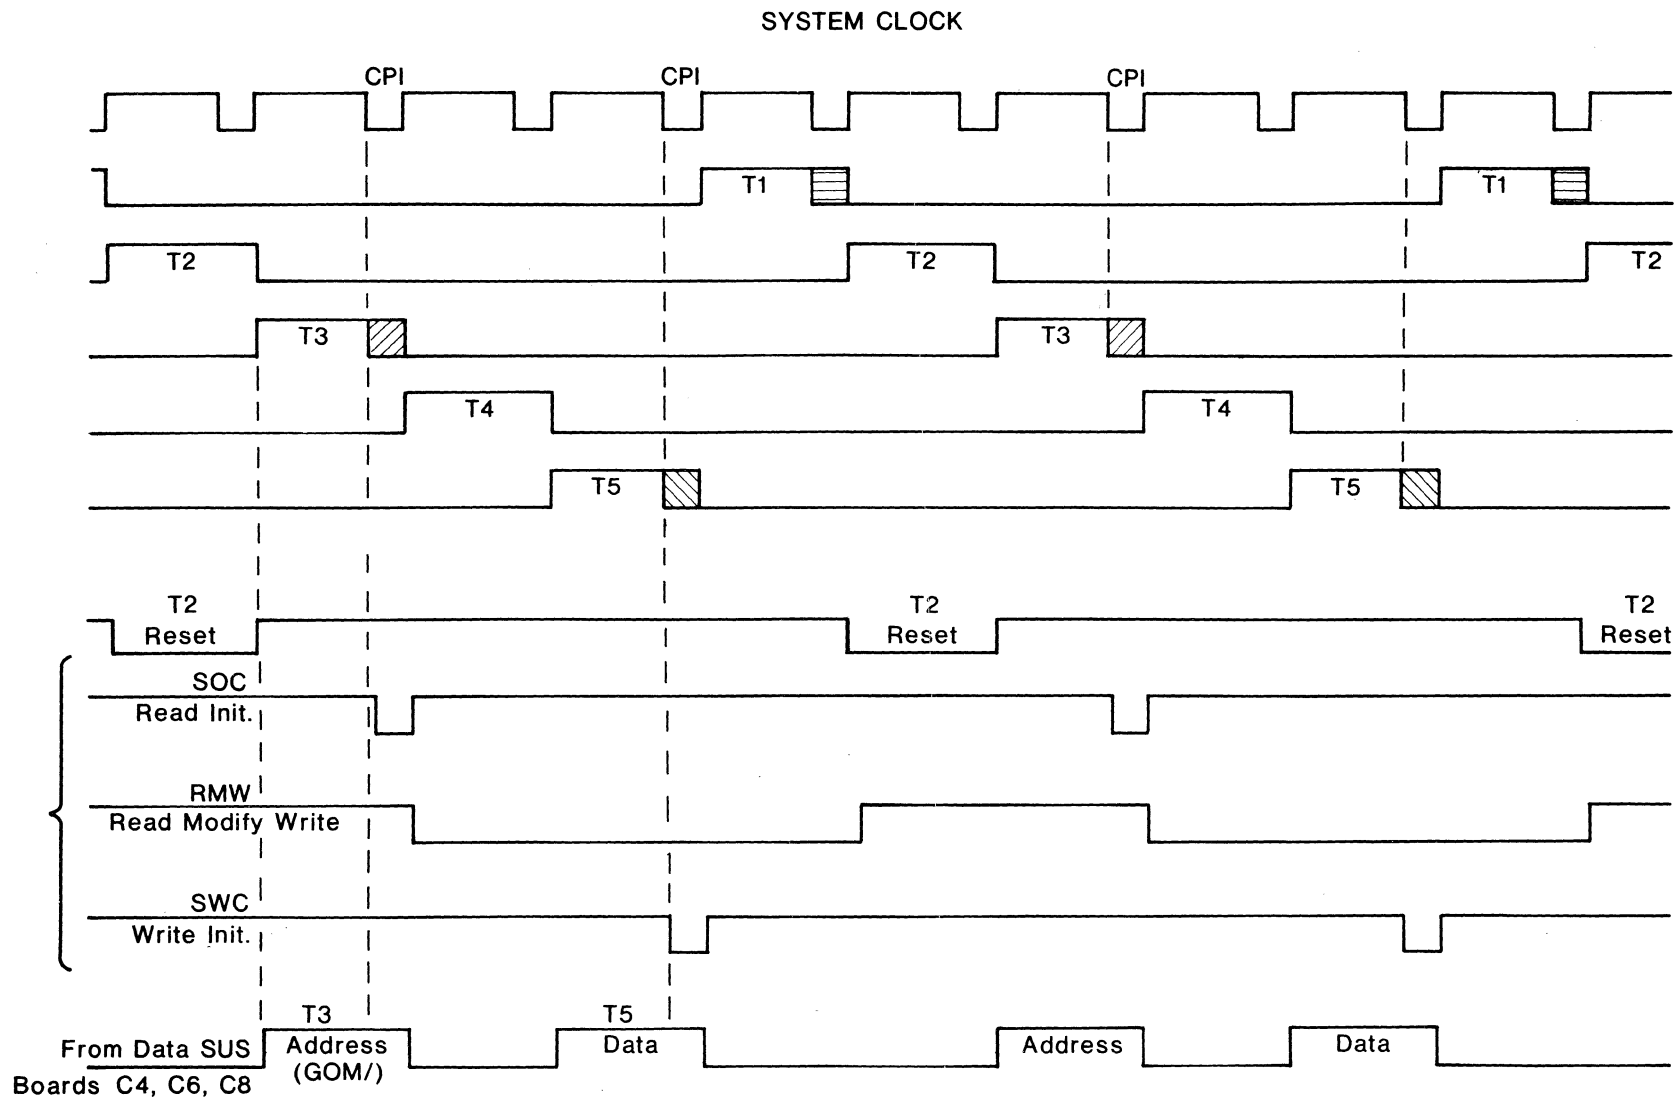 SYSTEM CLOCK
CPI CPI CPI
T1 T1
T2 T2 T2
T3 T3
T4 T4
T5 T5
T2 T2 T2
Reset Reset Reset
SOC
Read Init.
RMW
Read Modify Write
SWC
Write Init.
T3 T5
From Data SUS Address Data Address Data
(GOM/)
Boards C4, C6, C8